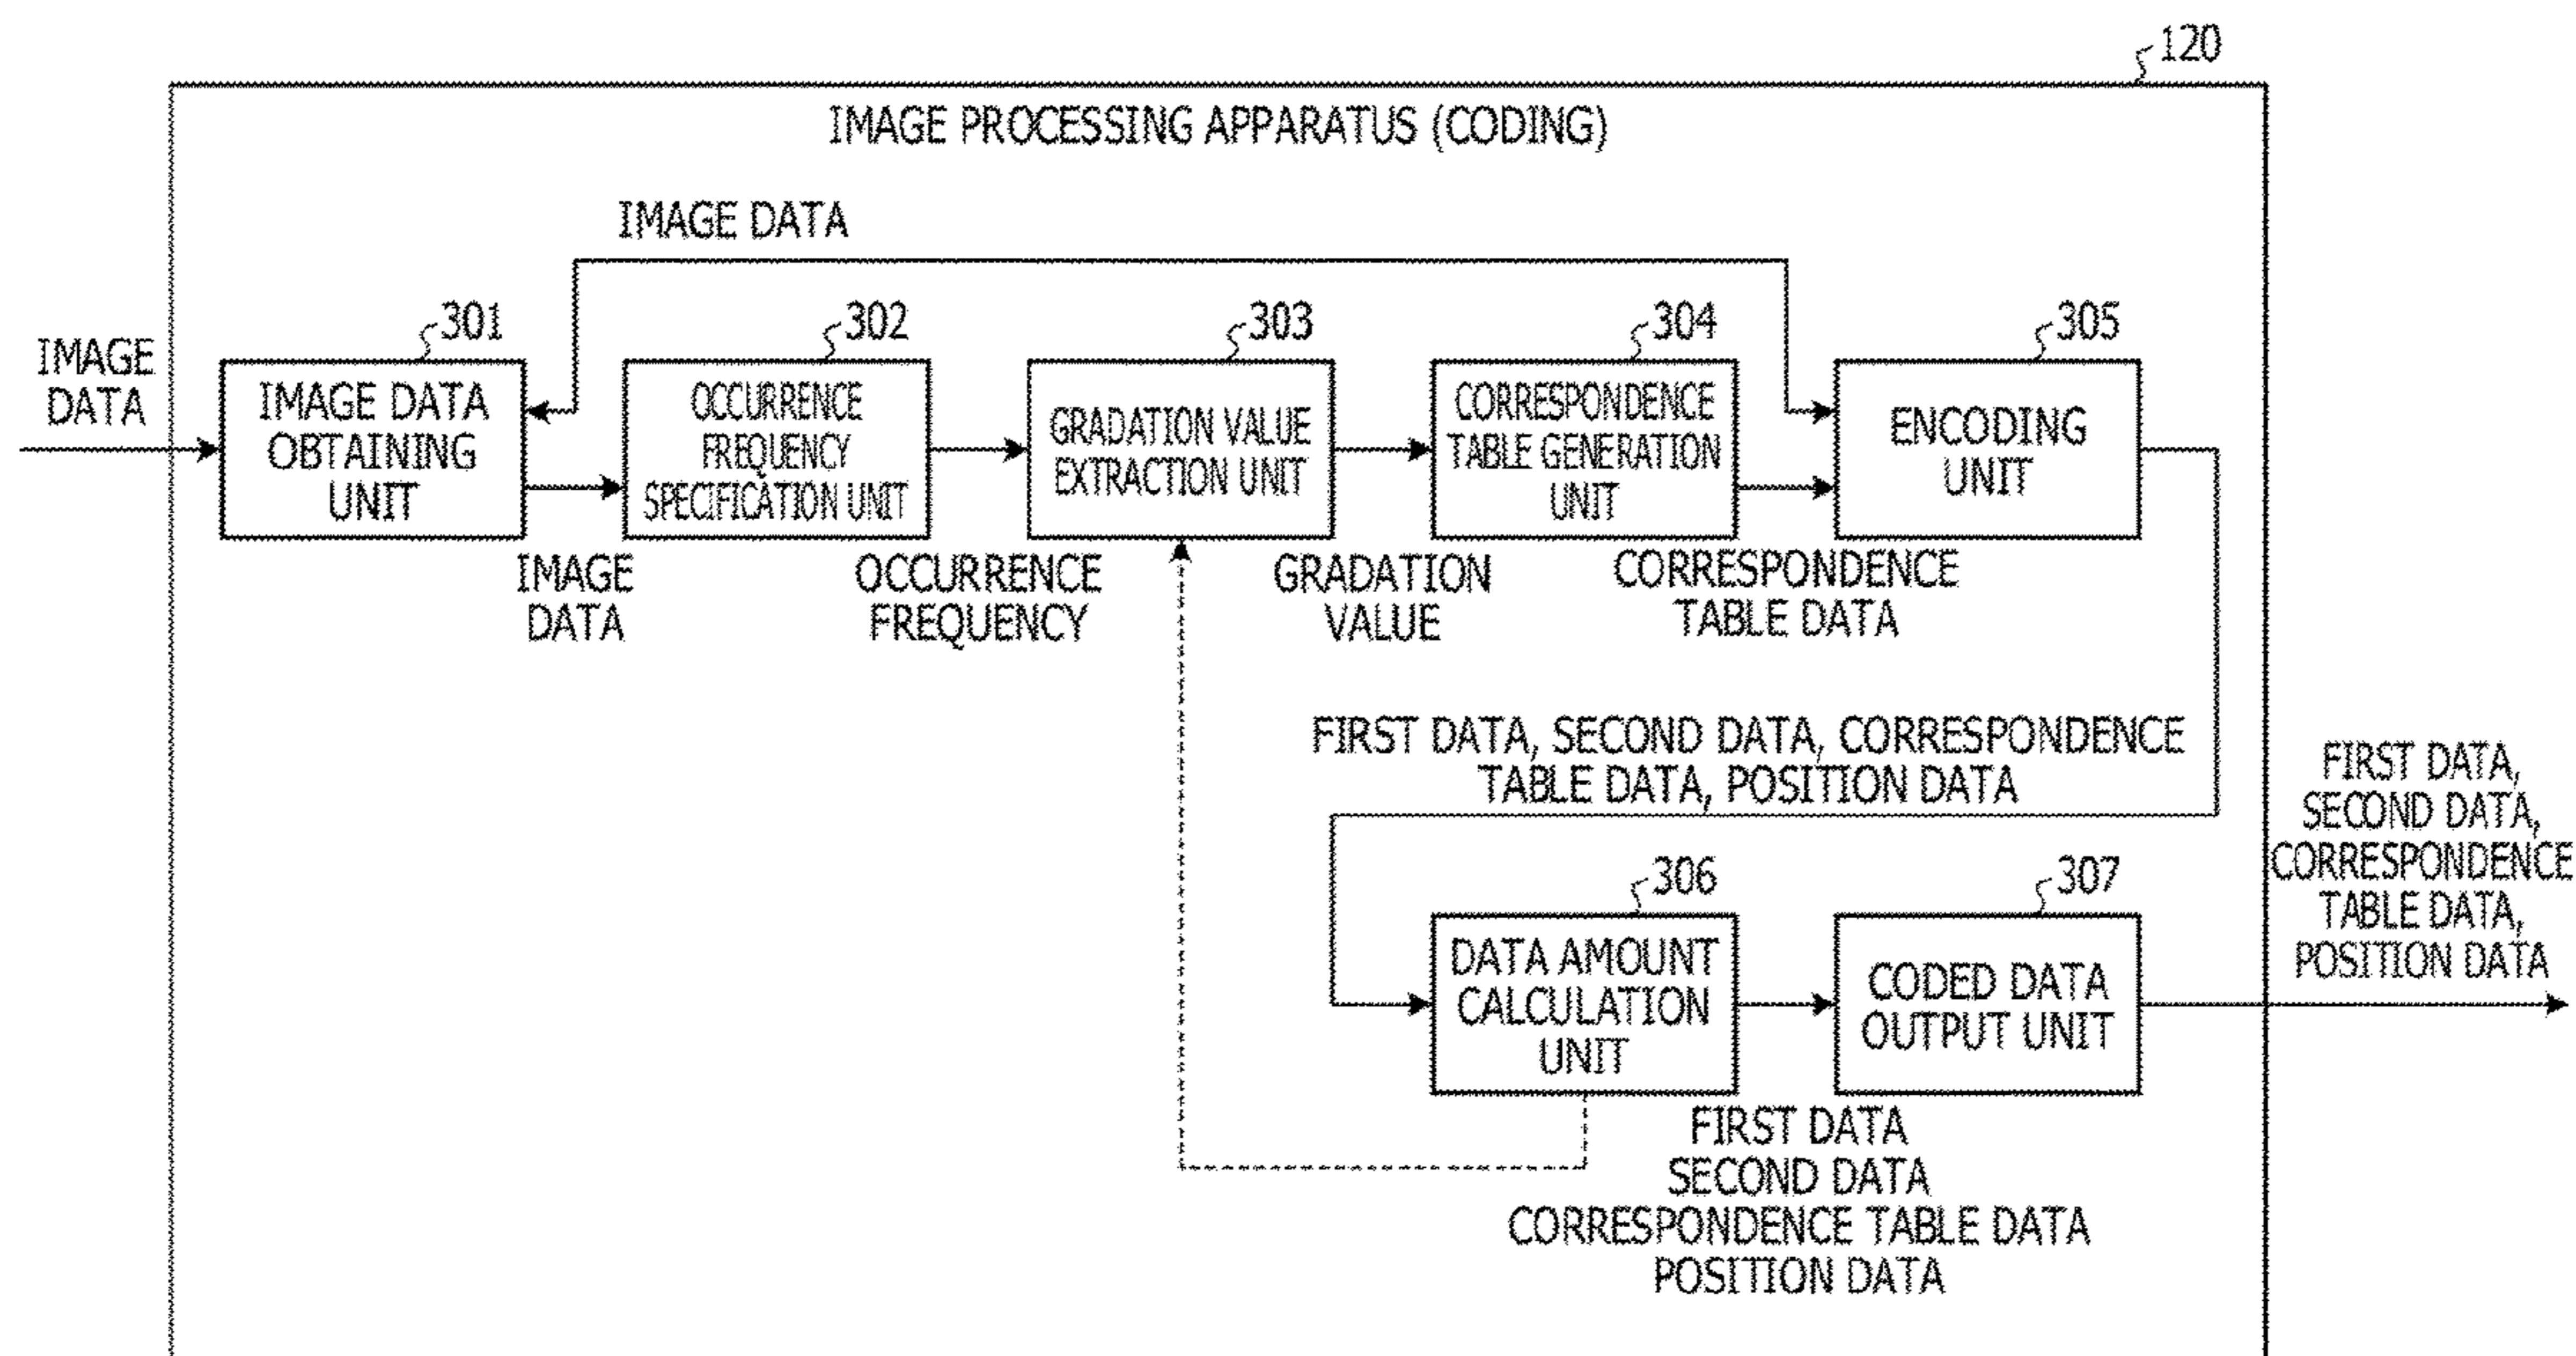 120
IMAGE PROCESSING APPARATUS (CODING)
IMAGE DATA
IMAGE
DATA
301
IMAGE DATA
OBTAINING
UNIT
IMAGE
DATA
302
OCCURRENCE
FREQUENCY
SPECIFICATION UNIT
OCCURRENCE
FREQUENCY
303
GRADATION VALUE
EXTRACTION UNIT
GRADATION
VALUE
304
CORRESPONDENCE
TABLE GENERATION
UNIT
CORRESPONDENCE
TABLE DATA
305
ENCODING
UNIT
FIRST DATA, SECOND DATA, CORRESPONDENCE
TABLE DATA, POSITION DATA
306
DATA AMOUNT
CALCULATION
UNIT
FIRST DATA
SECOND DATA
CORRESPONDENCE TABLE DATA
POSITION DATA
307
CODED DATA
OUTPUT UNIT
FIRST DATA,
SECOND DATA,
CORRESPONDENCE
TABLE DATA,
POSITION DATA